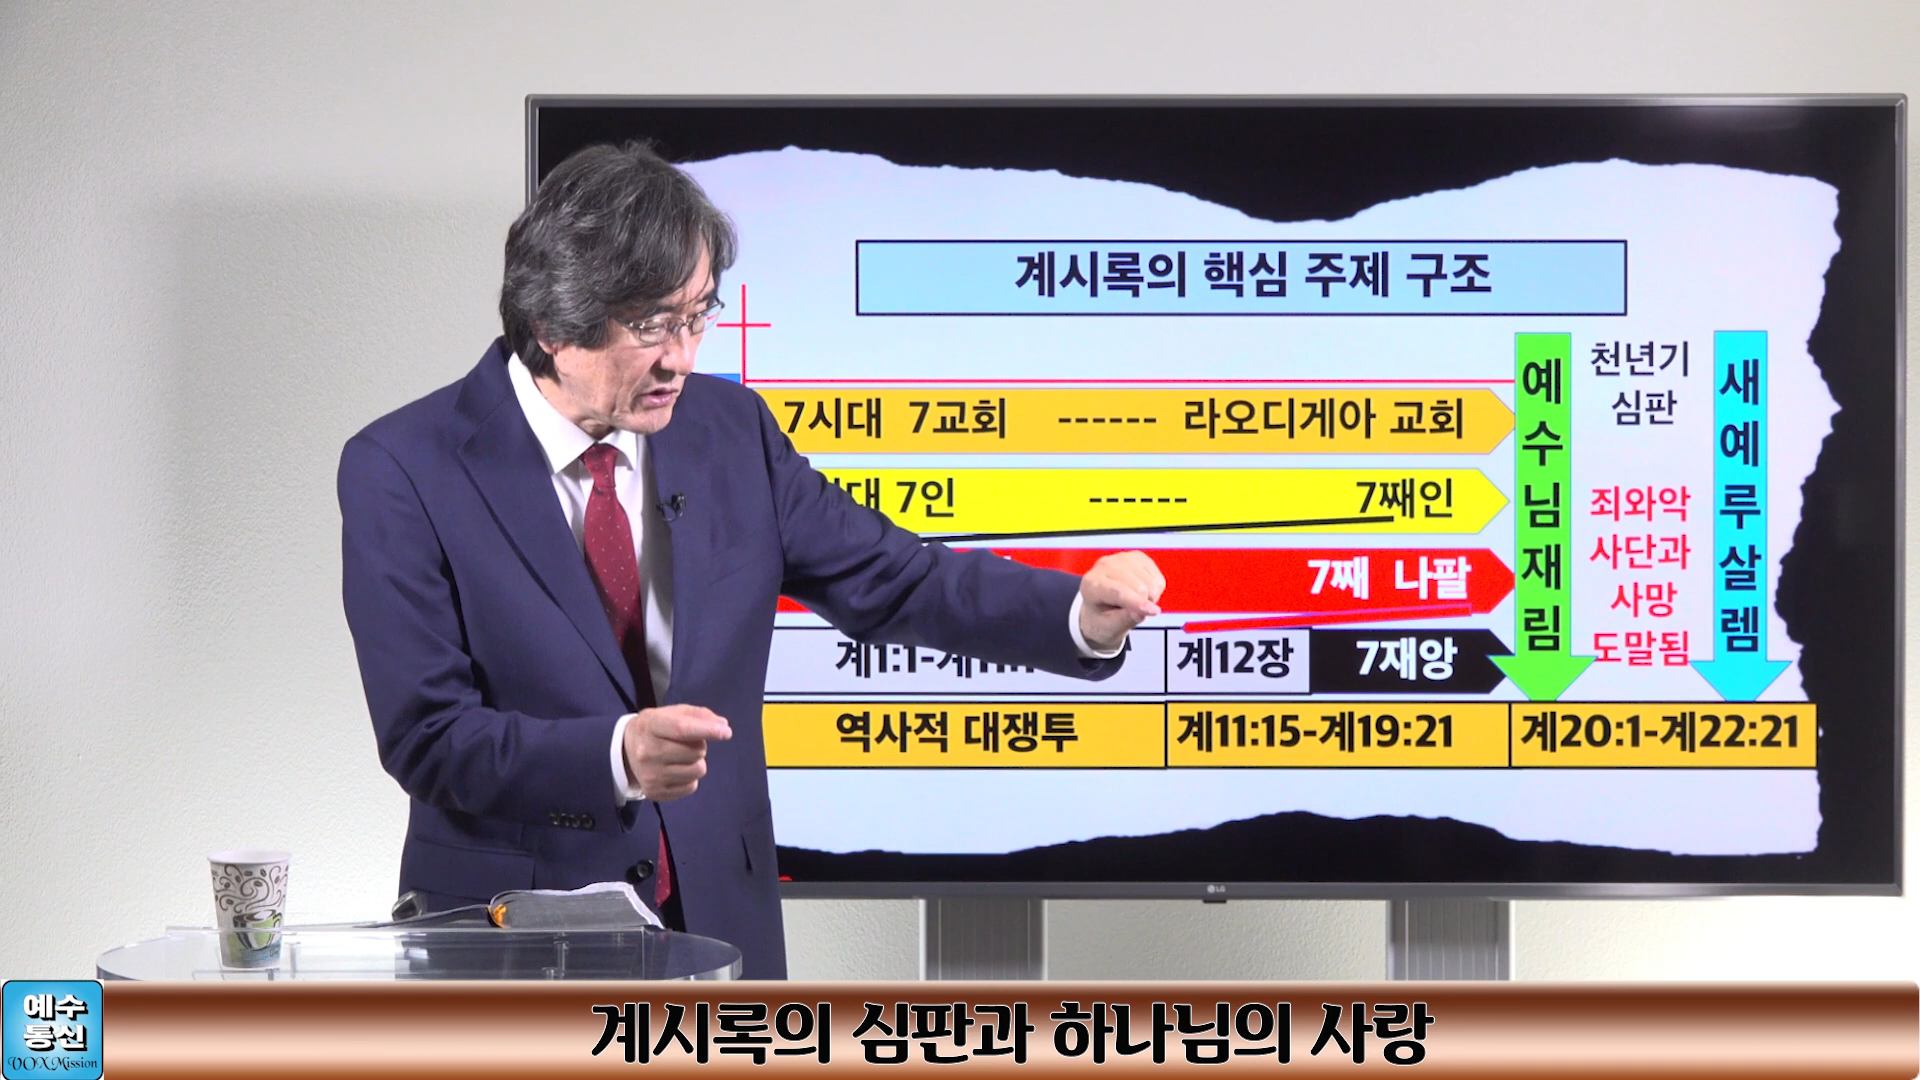 계시록의 핵심 주제 구조
7시대 7교회 ------ 라오디게아 교회
7인 ------ 7째인
7째 나팔
계12장 7재앙
역사적 대쟁투 계11:15-계19:21 계20:1-계22:21
예수님재림
천년기
심판
죄와악
사단과
사망
도말됨
새예루살렘
LG
예수
통신
VOX Mission
계시록의 심판과 하나님의 사랑